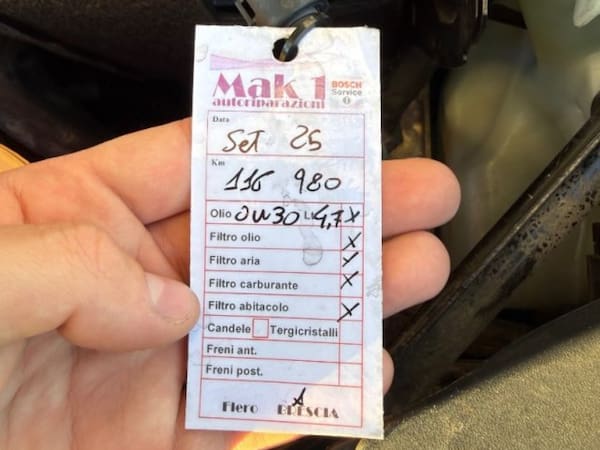 Mak 1
autoriparazioni
BOSCH
Service
Data
Set 25
Km
116 980
Olio 0w30 Lt 4,7 X
Filtro olio X
Filtro aria X
Filtro carburante X
Filtro abitacolo X
Candele Tergicristalli
Freni ant.
Freni post.
Flero BRESCIA